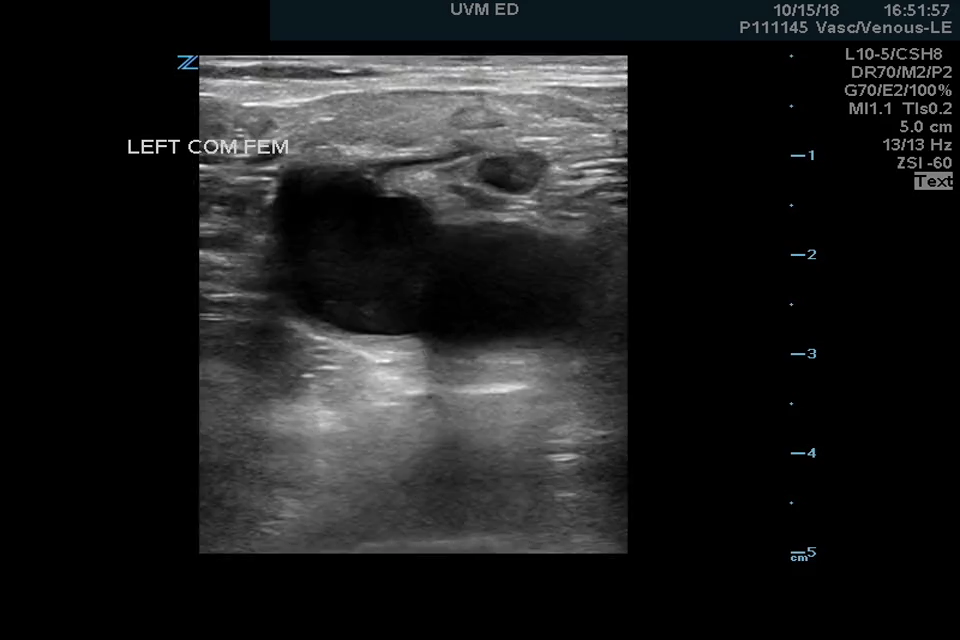 UVM ED
10/15/18 16:51:57
P111145 Vasc/Venous-LE
Z
L10-5/CSH8
DR70/M2/P2
G70/E2/100%
MI1.1 TIs0.2
5.0 cm
13/13 Hz
ZSI -60
Text
LEFT COM FEM
1
2
3
4
5
cm